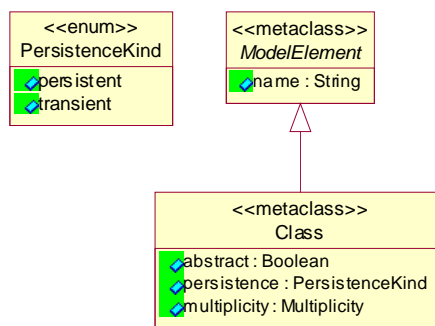 <<enum>>
PersistenceKind
persistent
transient
<<metaclass>>
ModelElement
name : String
<<metaclass>>
Class
abstract : Boolean
persistence : PersistenceKind
multiplicity : Multiplicity